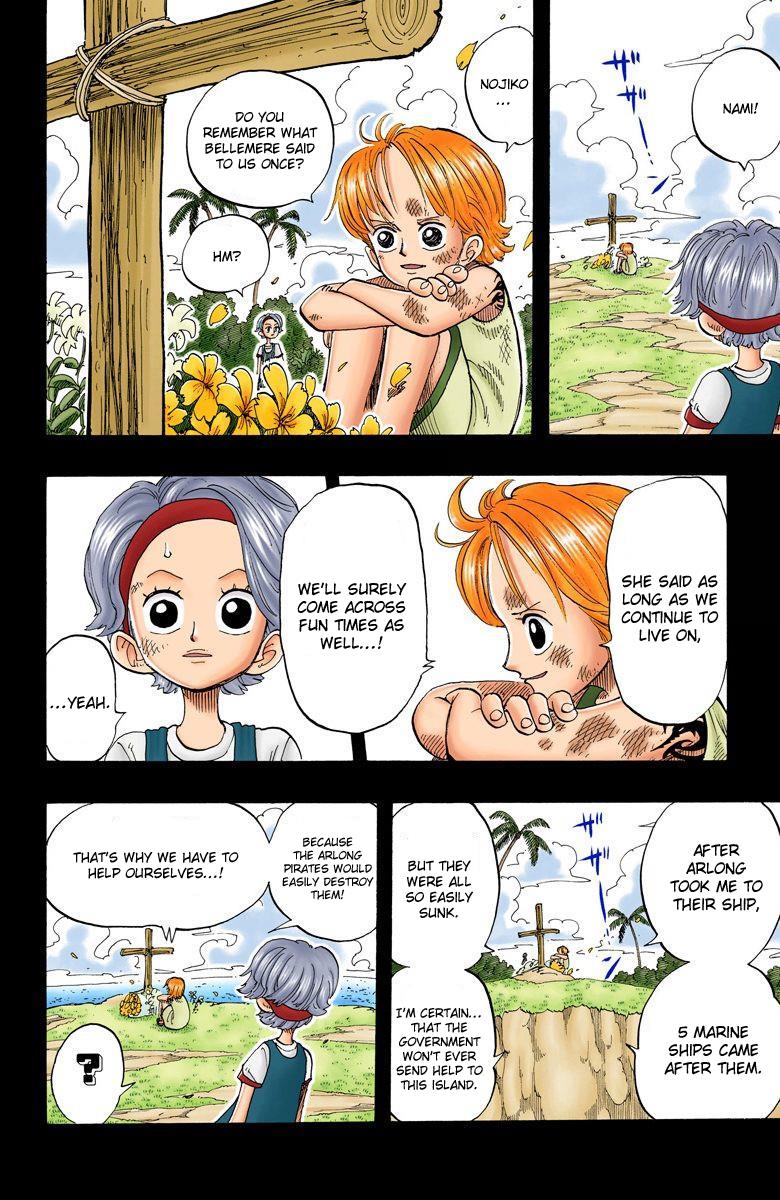 NAMI!
ザ
ザ
NOJIKO
...
DO YOU
REMEMBER WHAT
BELLEMERE SAID
TO US ONCE?
HM?
SHE SAID AS
LONG AS WE
CONTINUE TO
LIVE ON,
WE'LL SURELY
COME ACROSS
FUN TIMES AS
WELL...!
...YEAH.
AFTER
ARLONG
TOOK ME TO
THEIR SHIP,
5 MARINE
SHIPS CAME
AFTER THEM.
ザ
ザ
BUT THEY
WERE ALL
SO EASILY
SUNK.
I'M CERTAIN...
THAT THE
GOVERNMENT
WON'T EVER
SEND HELP TO
THIS ISLAND.
BECAUSE
THE ARLONG
PIRATES WOULD
EASILY DESTROY
THEM!
THAT'S WHY WE HAVE TO
HELP OURSELVES...!
?